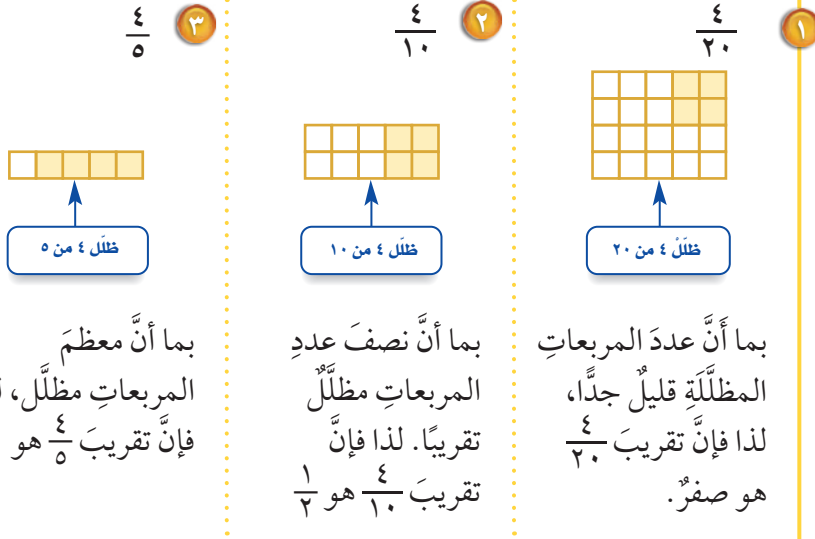 ١
٤/٢٠
ظلّلْ ٤ من ٢٠
بما أَنَّ عددَ المربعاتِ
المظلَّلَةِ قليلٌ جدًّا،
لذا فإنَّ تقريبَ ٤/٢٠
هو صفرٌ.
٢
٤/١٠
ظلّل ٤ من ١٠
بما أنَّ نصفَ عددِ
المربعاتِ مظلَّلٌ
تقريبًا. لذا فإنَّ
تقريبَ ٤/١٠ هو ١/٢
٣
٤/٥
ظلّل ٤ من ٥
بما أنَّ معظمَ
المربعاتِ مظلَّل،
فإنَّ تقريبَ ٤/٥ هو